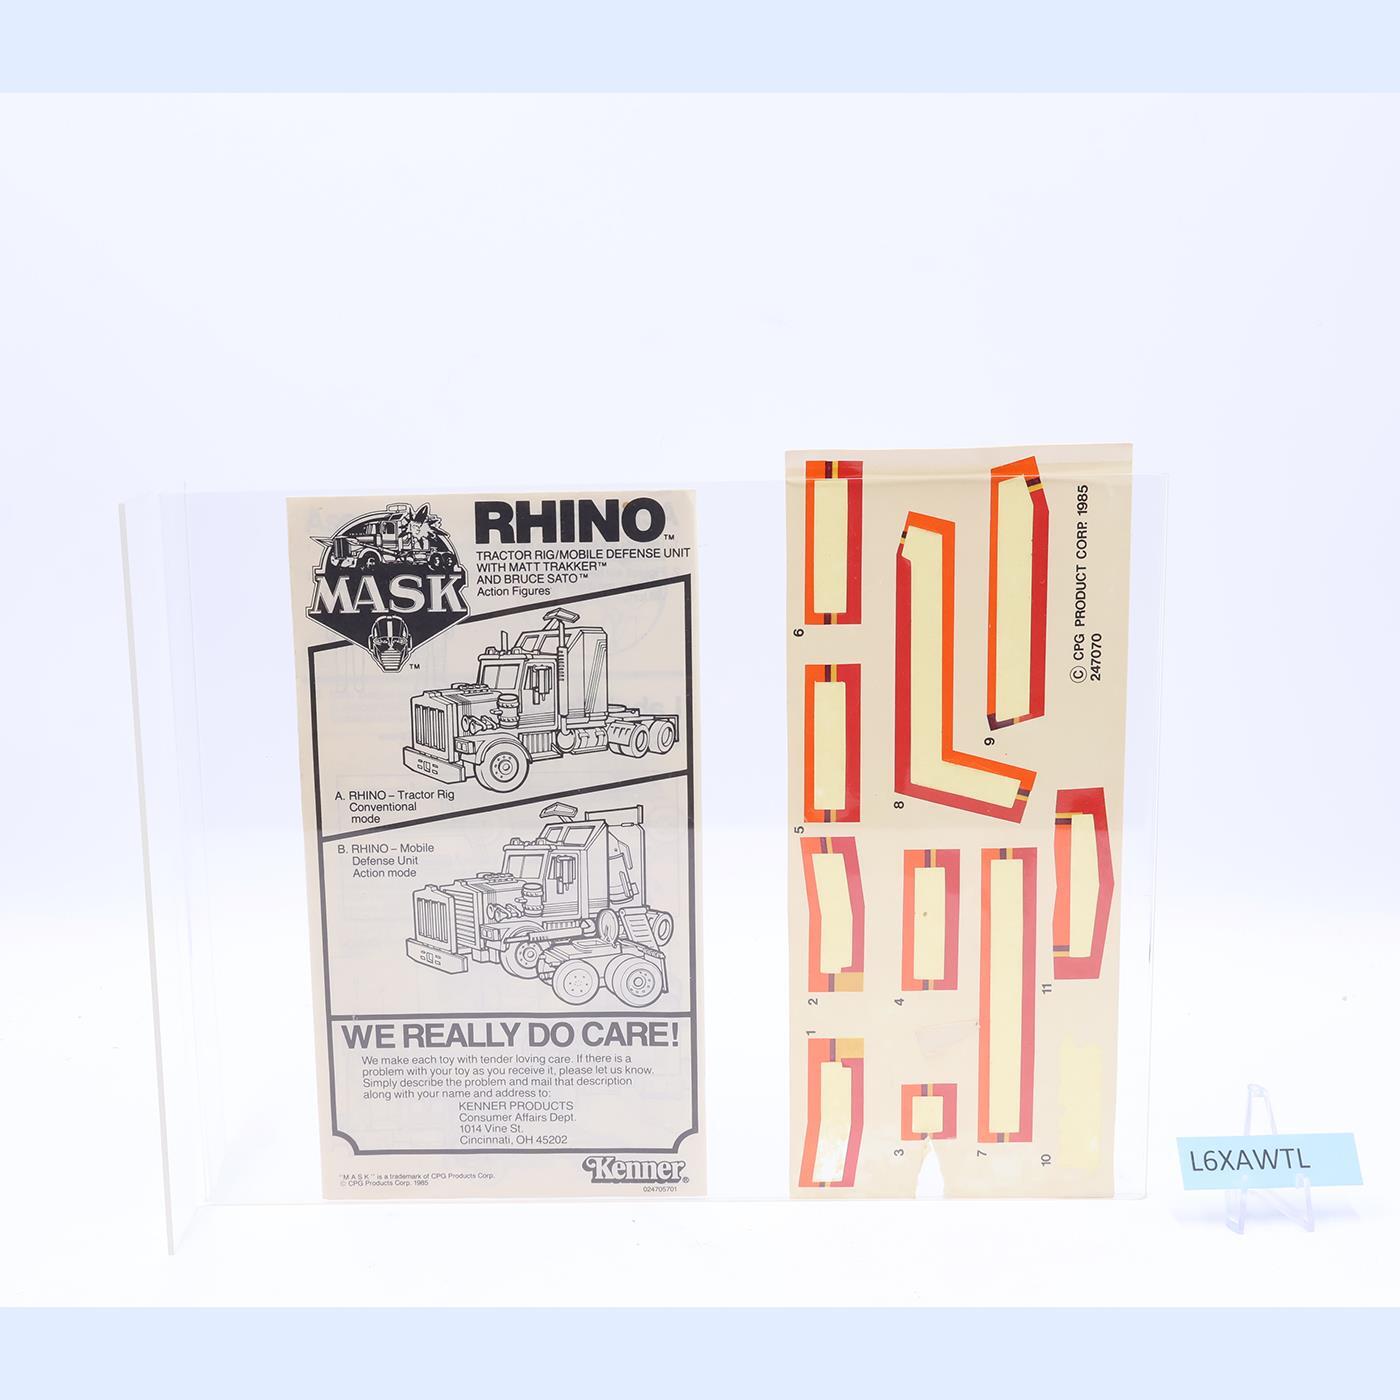 RHINO™
TRACTOR RIG/MOBILE DEFENSE UNIT
WITH MATT TRAKKER™
AND BRUCE SATO™
Action Figures
MASK
™
A. RHINO – Tractor Rig
Conventional
mode
B. RHINO – Mobile
Defense Unit
Action mode
WE REALLY DO CARE!
We make each toy with tender loving care. If there is a
problem with your toy as you receive it, please let us know.
Simply describe the problem and mail that description
along with your name and address to:
KENNER PRODUCTS
Consumer Affairs Dept.
1014 Vine St.
Cincinnati, OH 45202
"M A S K" is a trademark of CPG Products Corp.
© CPG Products Corp. 1985
Kenner®
024705701
6
9
8
5
2
4
11
1
3
7
10
© CPG PRODUCT CORP. 1985
247070
L6XAWTL